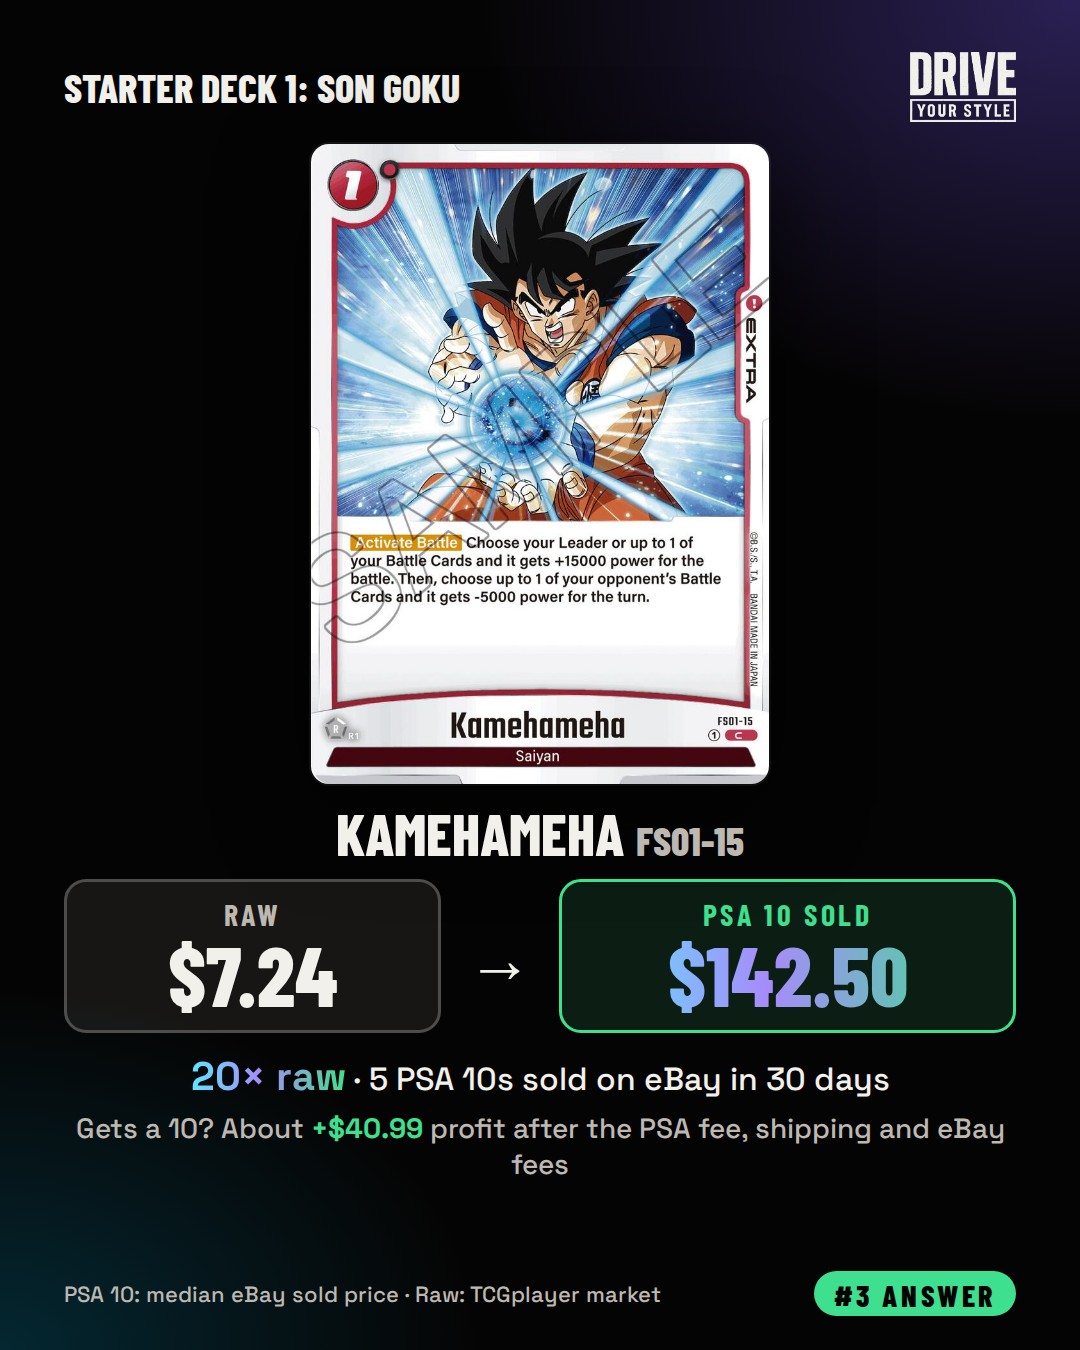 STARTER DECK 1: SON GOKU
DRIVE
YOUR STYLE
1
SAMPLE
! EXTRA
Activate Battle Choose your Leader or up to 1 of
your Battle Cards and it gets +15000 power for the
battle. Then, choose up to 1 of your opponent's Battle
Cards and it gets -5000 power for the turn.
©B.S./S., T.A. BANDAI MADE IN JAPAN
R R1
Kamehameha
FS01-15
1 C
Saiyan
KAMEHAMEHA FS01-15
RAW
$7.24
→
PSA 10 SOLD
$142.50
20× raw · 5 PSA 10s sold on eBay in 30 days
Gets a 10? About +$40.99 profit after the PSA fee, shipping and eBay
fees
PSA 10: median eBay sold price · Raw: TCGplayer market
#3 ANSWER